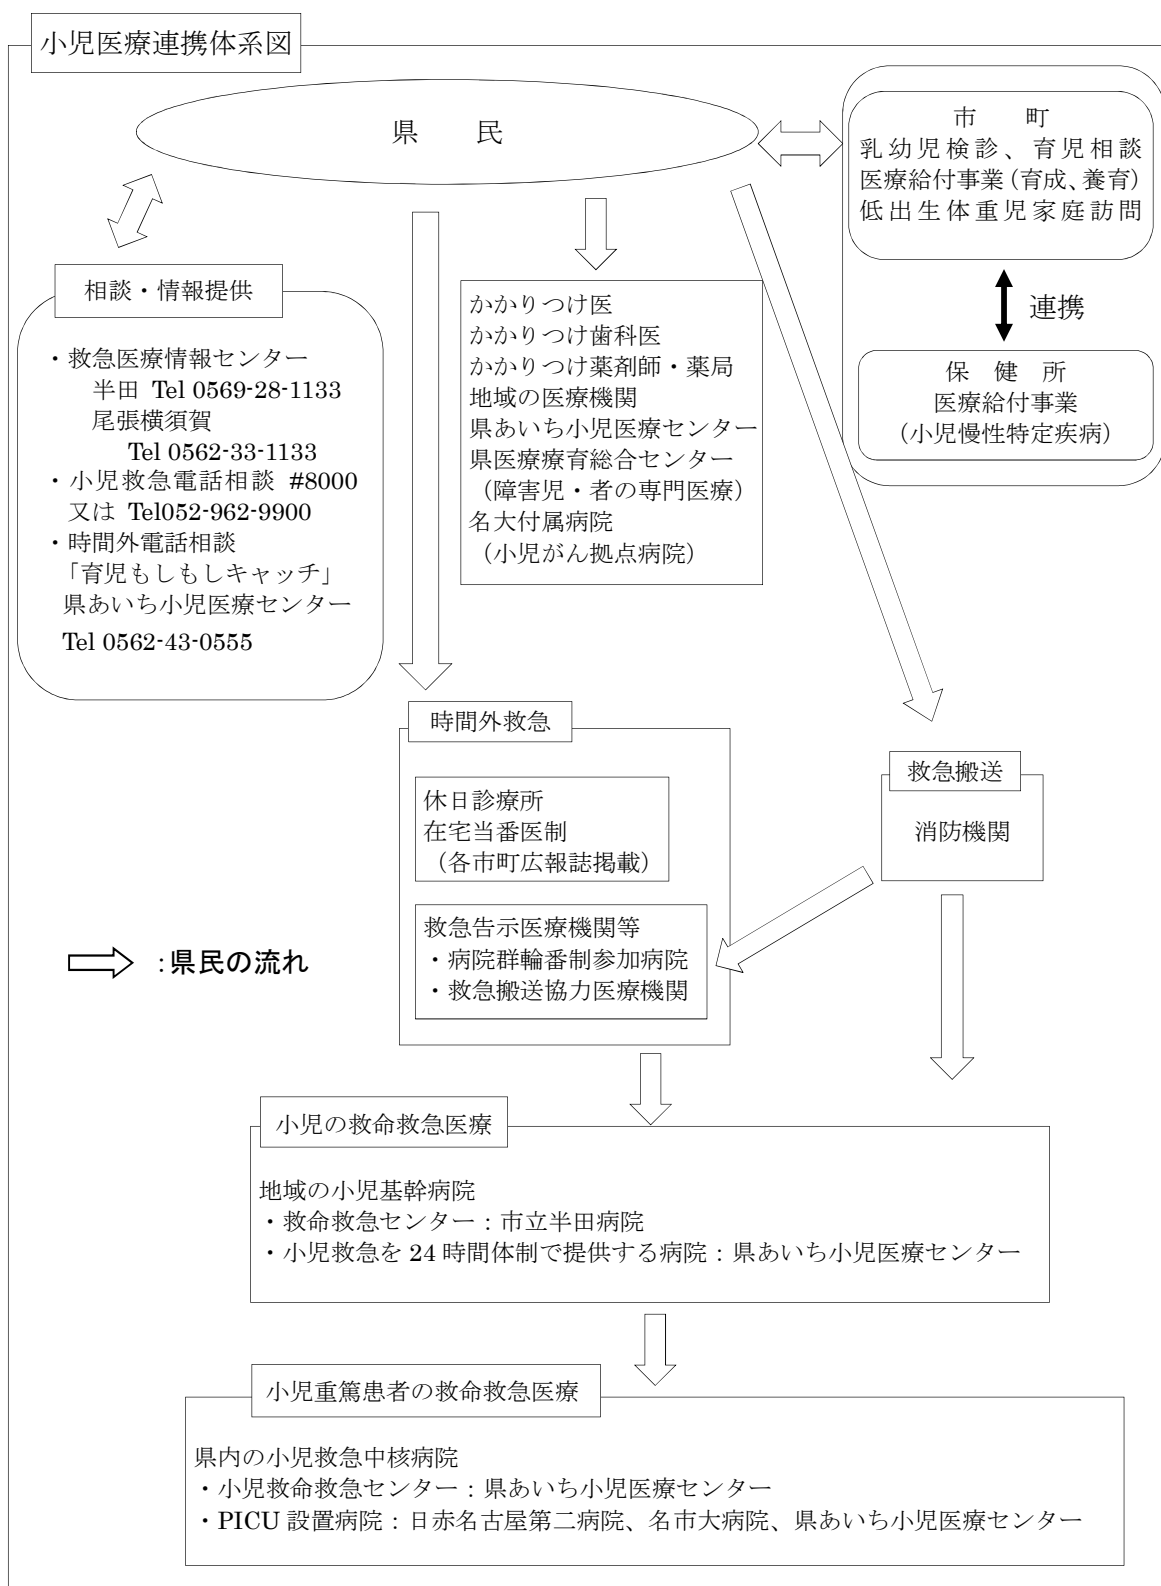 小児医療連携体系図
県　　民
市　　町
乳幼児検診、育児相談
医療給付事業（育成、養育）
低出生体重児家庭訪問
連携
保　健　所
医療給付事業
（小児慢性特定疾病）
相談・情報提供
・救急医療情報センター
半田 Tel 0569-28-1133
尾張横須賀
Tel 0562-33-1133
・小児救急電話相談 #8000
又は Tel052-962-9900
・時間外電話相談
「育児もしもしキャッチ」
県あいち小児医療センター
Tel 0562-43-0555
かかりつけ医
かかりつけ歯科医
かかりつけ薬剤師・薬局
地域の医療機関
県あいち小児医療センター
県医療療育総合センター
（障害児・者の専門医療）
名大付属病院
（小児がん拠点病院）
時間外救急
休日診療所
在宅当番医制
（各市町広報誌掲載）
救急告示医療機関等
・病院群輪番制参加病院
・救急搬送協力医療機関
救急搬送
消防機関
：県民の流れ
小児の救命救急医療
地域の小児基幹病院
・救命救急センター：市立半田病院
・小児救急を 24 時間体制で提供する病院：県あいち小児医療センター
小児重篤患者の救命救急医療
県内の小児救急中核病院
・小児救命救急センター：県あいち小児医療センター
・PICU 設置病院：日赤名古屋第二病院、名市大病院、県あいち小児医療センター